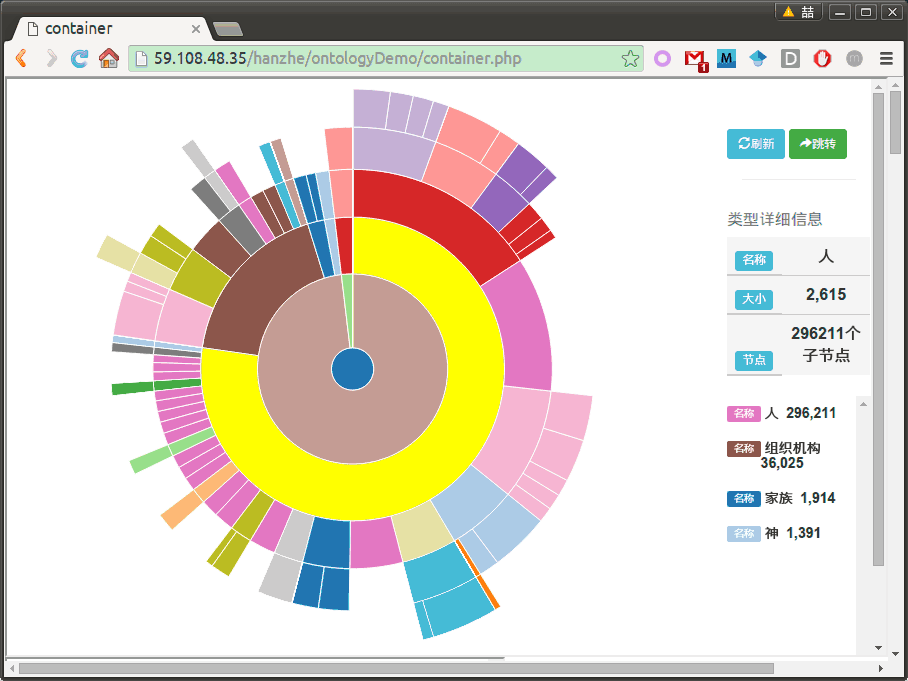 喆
container
59.108.48.35/hanzhe/ontologyDemo/container.php
1
M
D
m
刷新
跳转
类型详细信息
名称 人
大小 2,615
节点 296211个
子节点
名称 人 296,211
名称 组织机构
36,025
名称 家族 1,914
名称 神 1,391